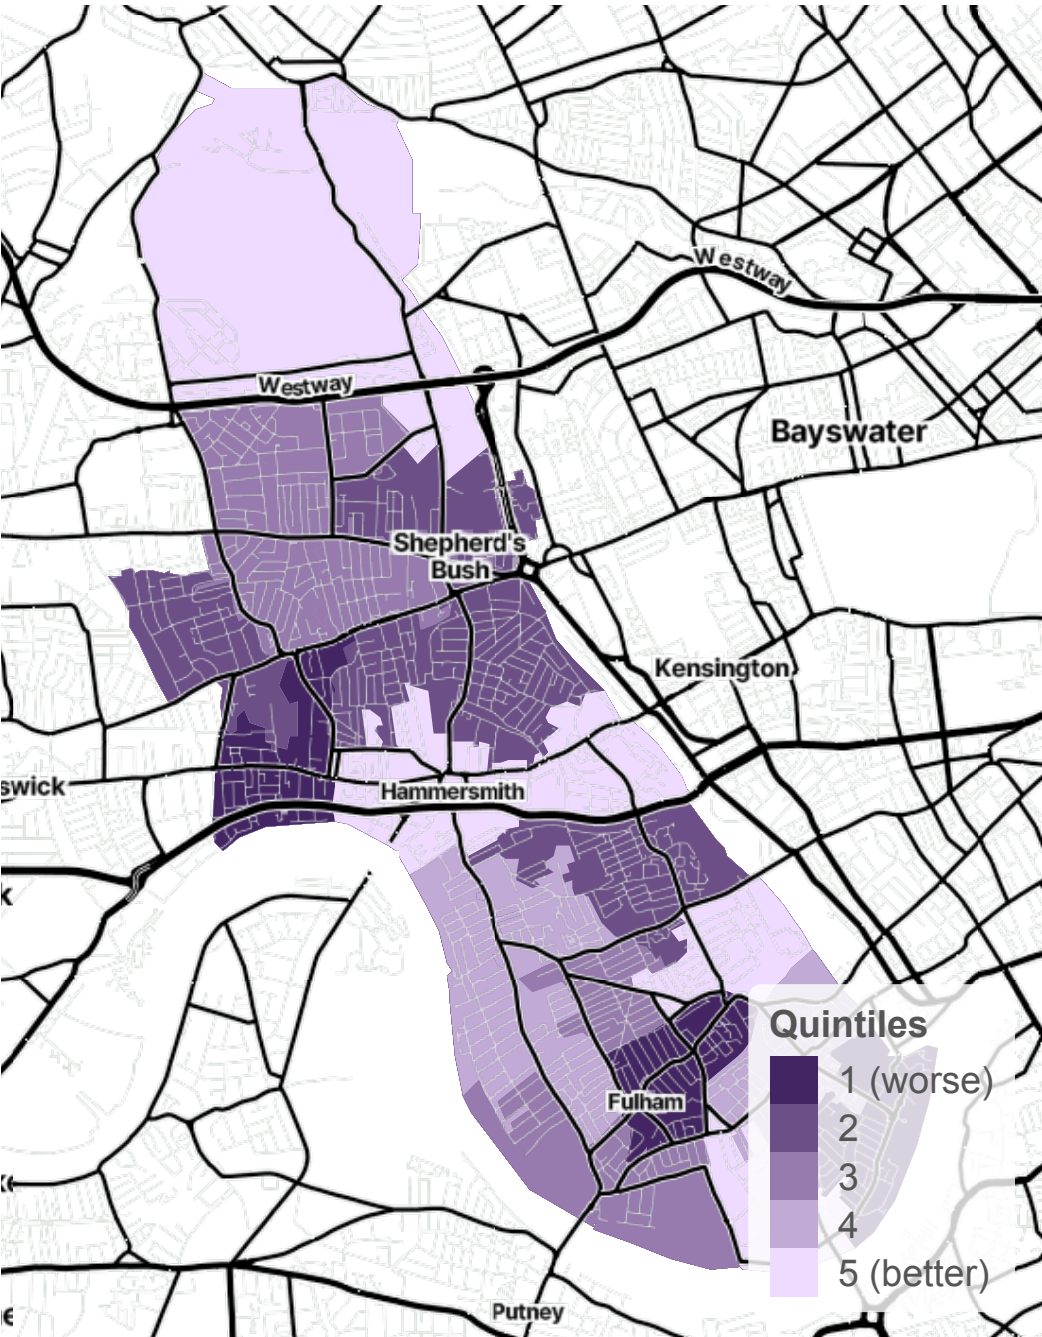 Westway
Westway
Bayswater
Shepherd's
Bush
Kensington
swick
Hammersmith
Quintiles
1 (worse)
2
Fulham
3
4
5 (better)
Putney